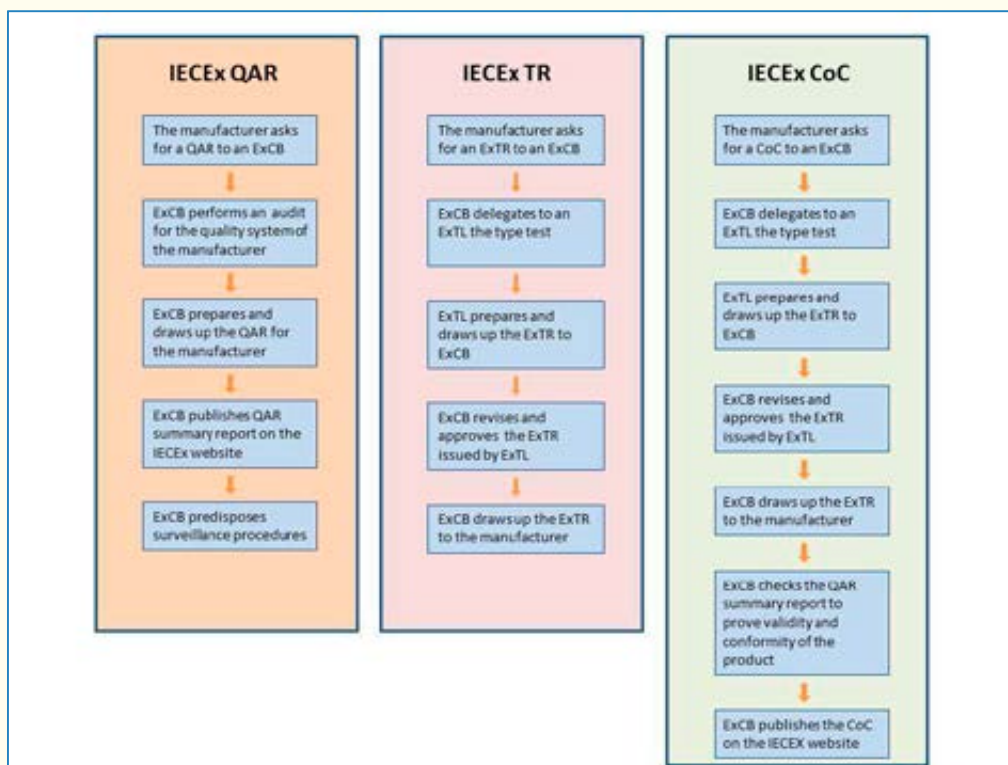 IECEx QAR
The manufacturer asks
for a QAR to an ExCB
ExCB performs an audit
for the quality system of
the manufacturer
ExCB prepares and
draws up the QAR for
the manufacturer
ExCB publishes QAR
summary report on the
IECEx website
ExCB predisposes
surveillance procedures
IECEx TR
The manufacturer asks
for an ExTR to an ExCB
ExCB delegates to an
ExTL the type test
ExTL prepares and
draws up the ExTR to
ExCB
ExCB revises and
approves the ExTR
issued by ExTL
ExCB draws up the ExTR
to the manufacturer
IECEx CoC
The manufacturer asks
for a CoC to an ExCB
ExCB delegates to an
ExTL the type test
ExTL prepares and
draws up the ExTR to
ExCB
ExCB revises and
approves the ExTR
issued by ExTL
ExCB draws up the ExTR
to the manufacturer
ExCB checks the QAR
summary report to
prove validity and
conformity of the
product
ExCB publishes the CoC
on the IECEX website